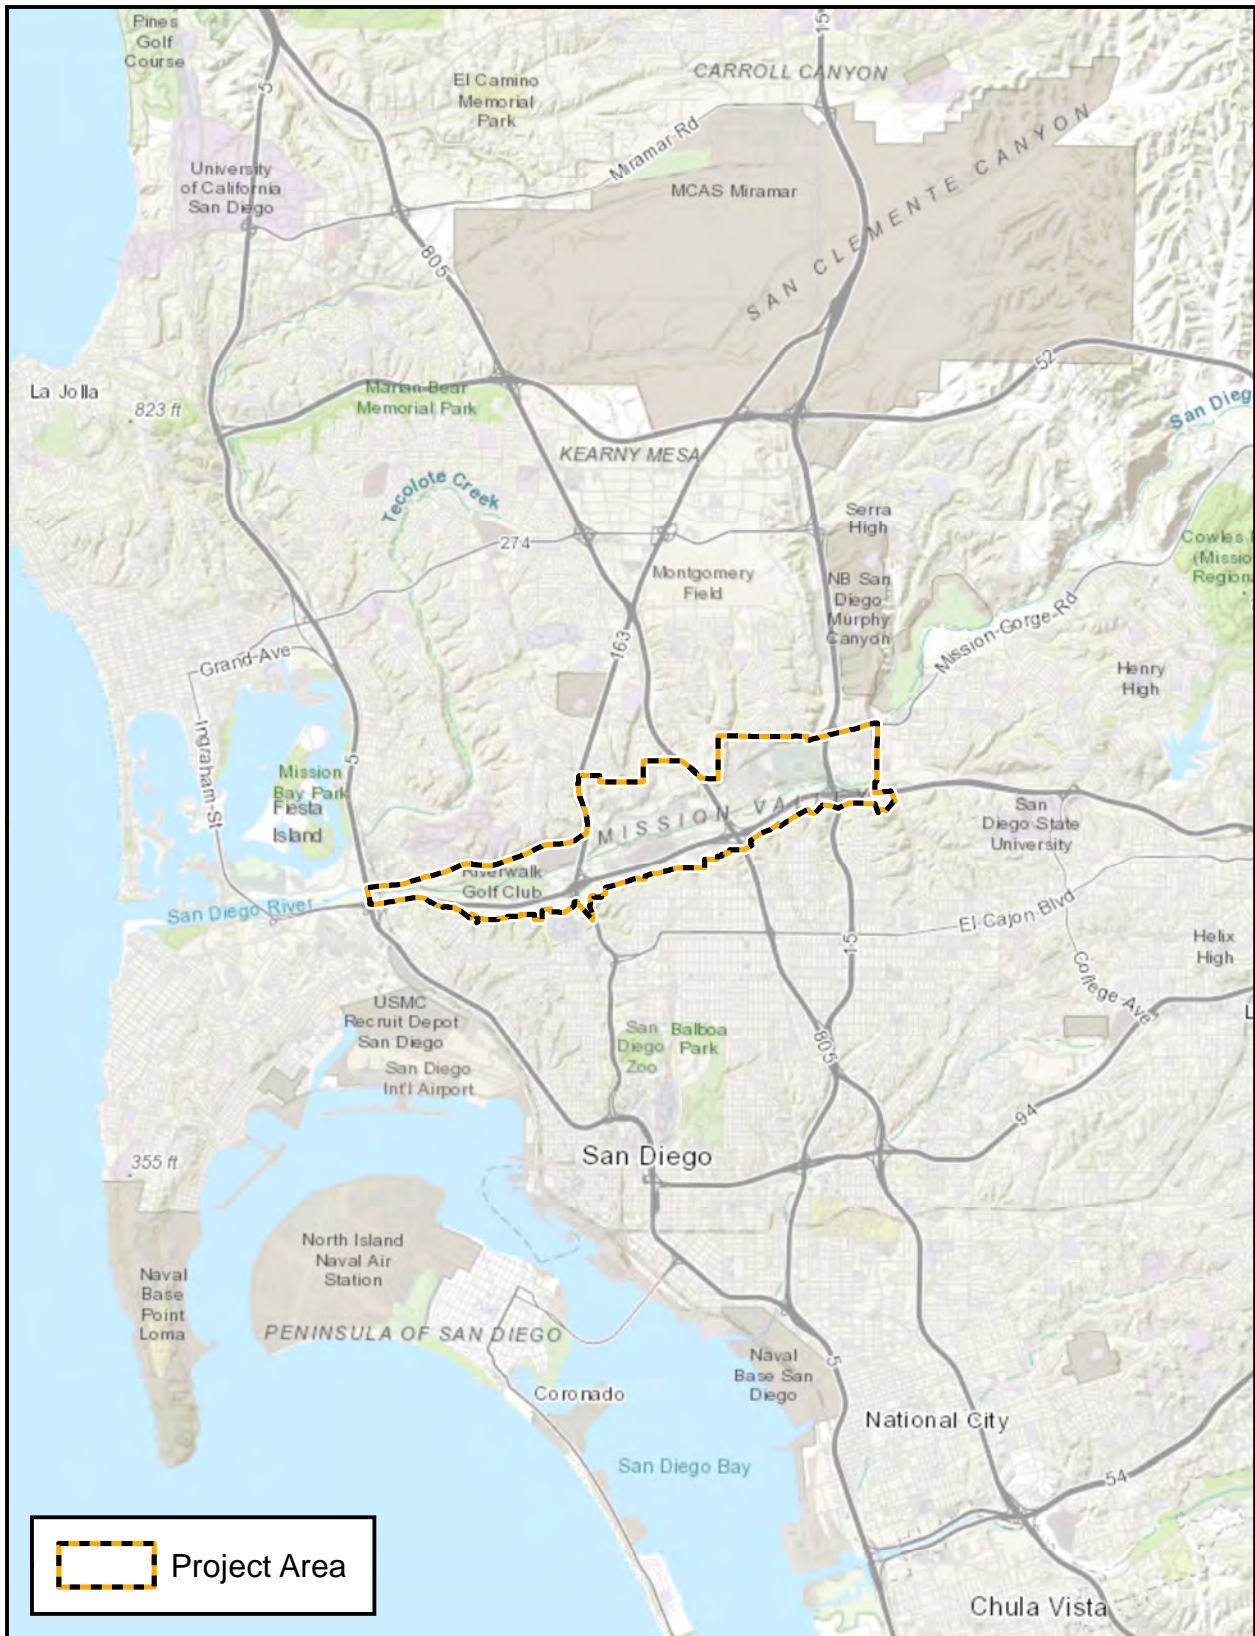 Pines
Golf
Course
15
CARROLL CANYON
El Camino
Memorial
Park
5
Miramar Rd
University
of California
San Diego
MCAS Miramar
SAN CLEMENTE CANYON
805
52
La Jolla
823 ft
Marian Bear
Memorial Park
San Dieg
KEARNY MESA
Tecolote Creek
Serra
High
274
Cowles
(Missio
Region
Montgomery
Field
NB San
Diego
Murphy
Canyon
Mission Gorge Rd
163
Grand Ave
Henry
High
Ingraham St
5
Mission
Bay Park
Fiesta
Island
MISSION VALLEY
San
Diego State
University
Riverwalk
Golf Club
San Diego River
El Cajon Blvd
15
Helix
High
College Ave
USMC
Recruit Depot
San Diego
L
San
Diego
Zoo
Balboa
Park
805
San Diego
Int'l Airport
94
San Diego
355 ft
North Island
Naval Air
Station
Naval
Base
Point
Loma
PENINSULA OF SAN DIEGO
Naval
Base San
Diego
5
Coronado
National City
San Diego Bay
54
Project Area
Chula Vista